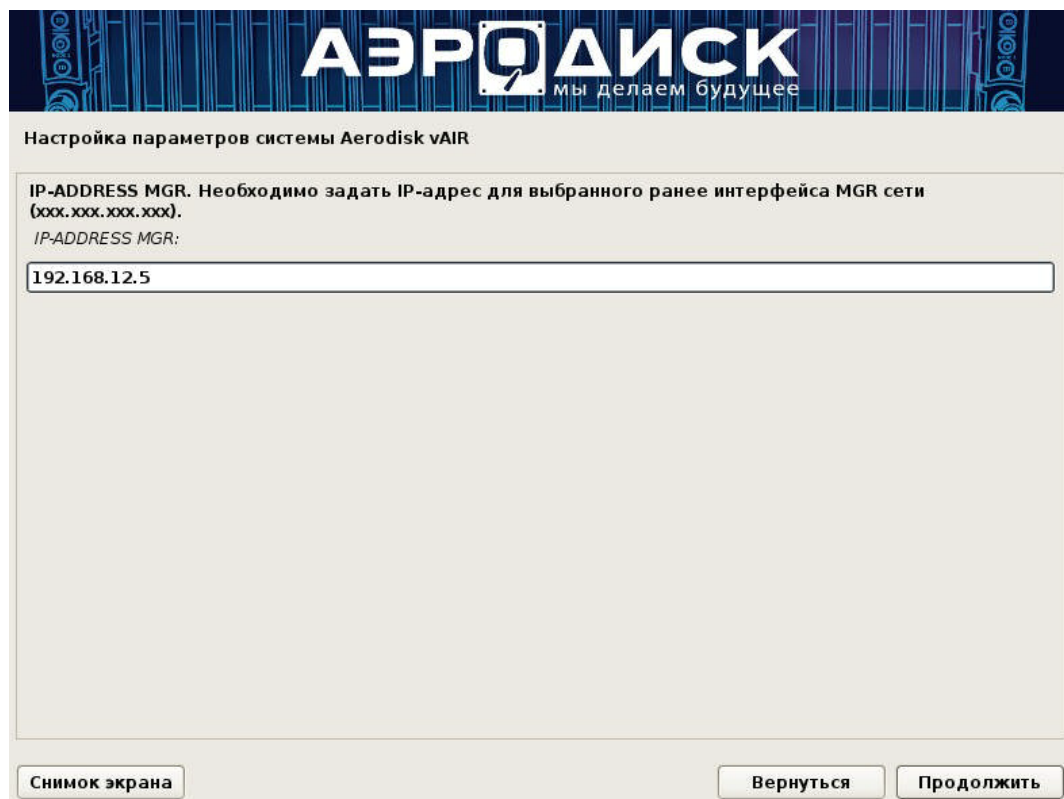 АЭРОДИСК
мы делаем будущее
Настройка параметров системы Aerodisk vAIR
IP-ADDRESS MGR. Необходимо задать IP-адрес для выбранного ранее интерфейса MGR сети
(xxx.xxx.xxx.xxx).
IP-ADDRESS MGR:
192.168.12.5
Снимок экрана
Вернуться
Продолжить